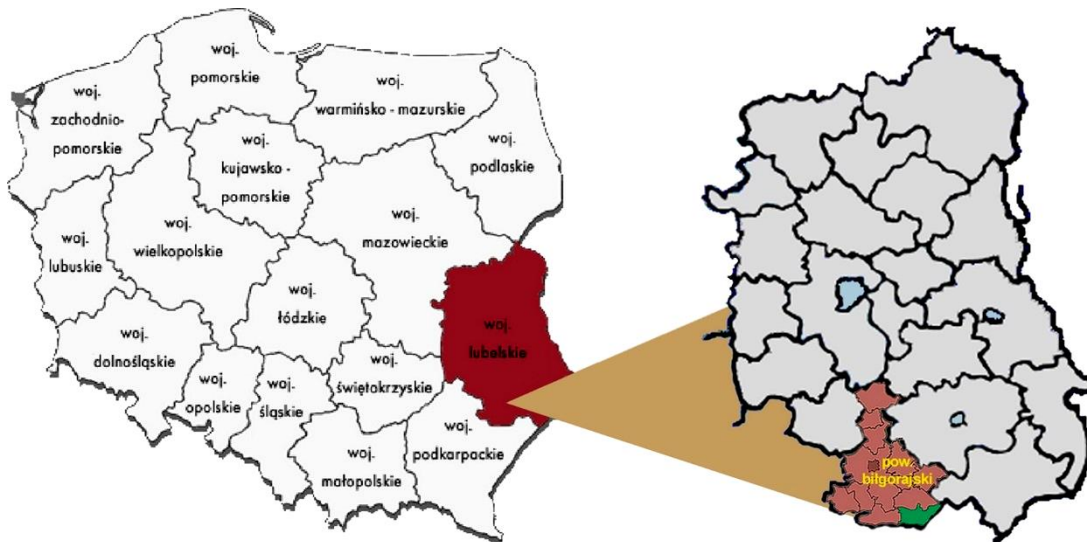 woj.
pomorskie
woj.
warmińsko - mazurskie
woj.
zachodnio-
pomorskie
woj.
podlaskie
woj.
kujawsko -
pomorskie
woj.
mazowieckie
woj.
wielkopolskie
woj.
lubuskie
woj.
łódzkie
woj.
lubelskie
woj.
dolnośląskie
woj.
świętokrzyskie
woj.
opolskie
woj.
śląskie
woj.
podkarpackie
woj.
małopolskie
pow.
biłgorajski